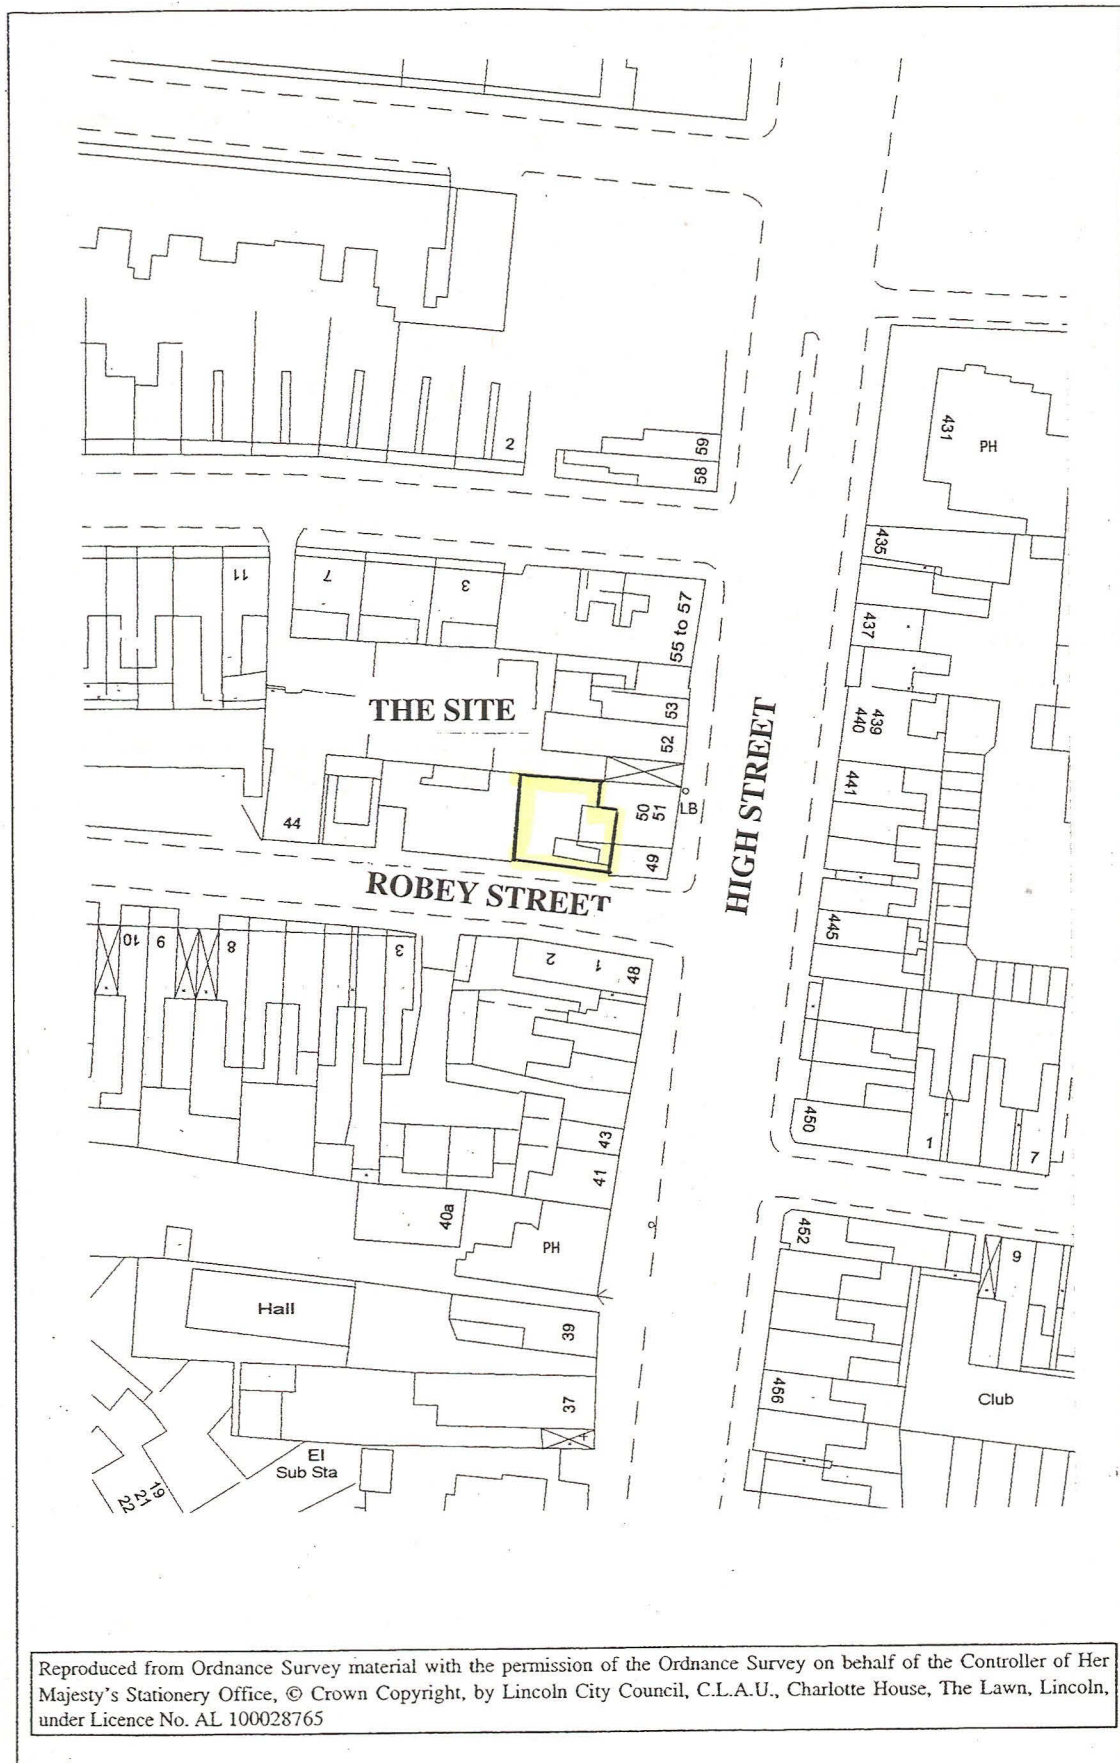 2
59
58
431
PH
435
437
439
440
441
445
450
1
7
11
7
3
55 to 57
THE SITE
53
52
50
51
LB
49
44
HIGH STREET
ROBEY STREET
10
9
8
3
2
1
48
43
41
40a
PH
452
9
Hall
39
456
Club
37
El
Sub Sta
19
21
22
Reproduced from Ordnance Survey material with the permission of the Ordnance Survey on behalf of the Controller of Her
Majesty's Stationery Office, © Crown Copyright, by Lincoln City Council, C.L.A.U., Charlotte House, The Lawn, Lincoln,
under Licence No. AL 100028765